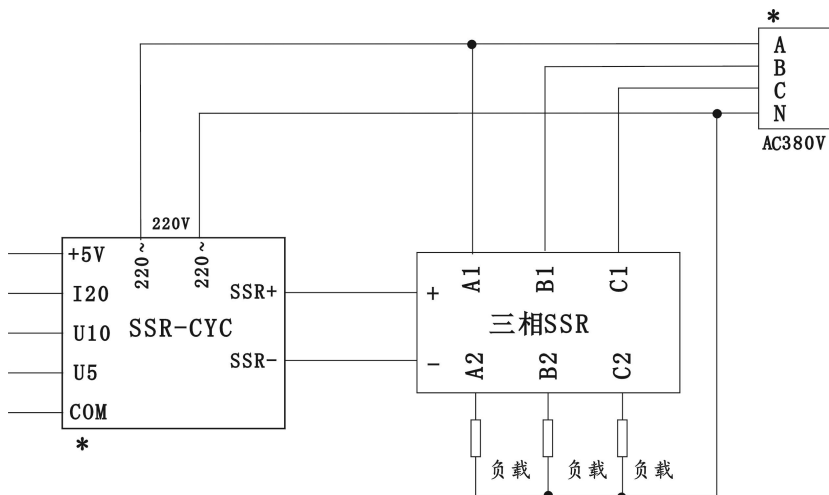 *
A
B
C
N
AC380V
220V
220~
220~
+5V
I20
U10
U5
COM
SSR-CYC
SSR+
SSR-
*
+
-
A1
B1
C1
三相SSR
A2
B2
C2
负载
负载
负载